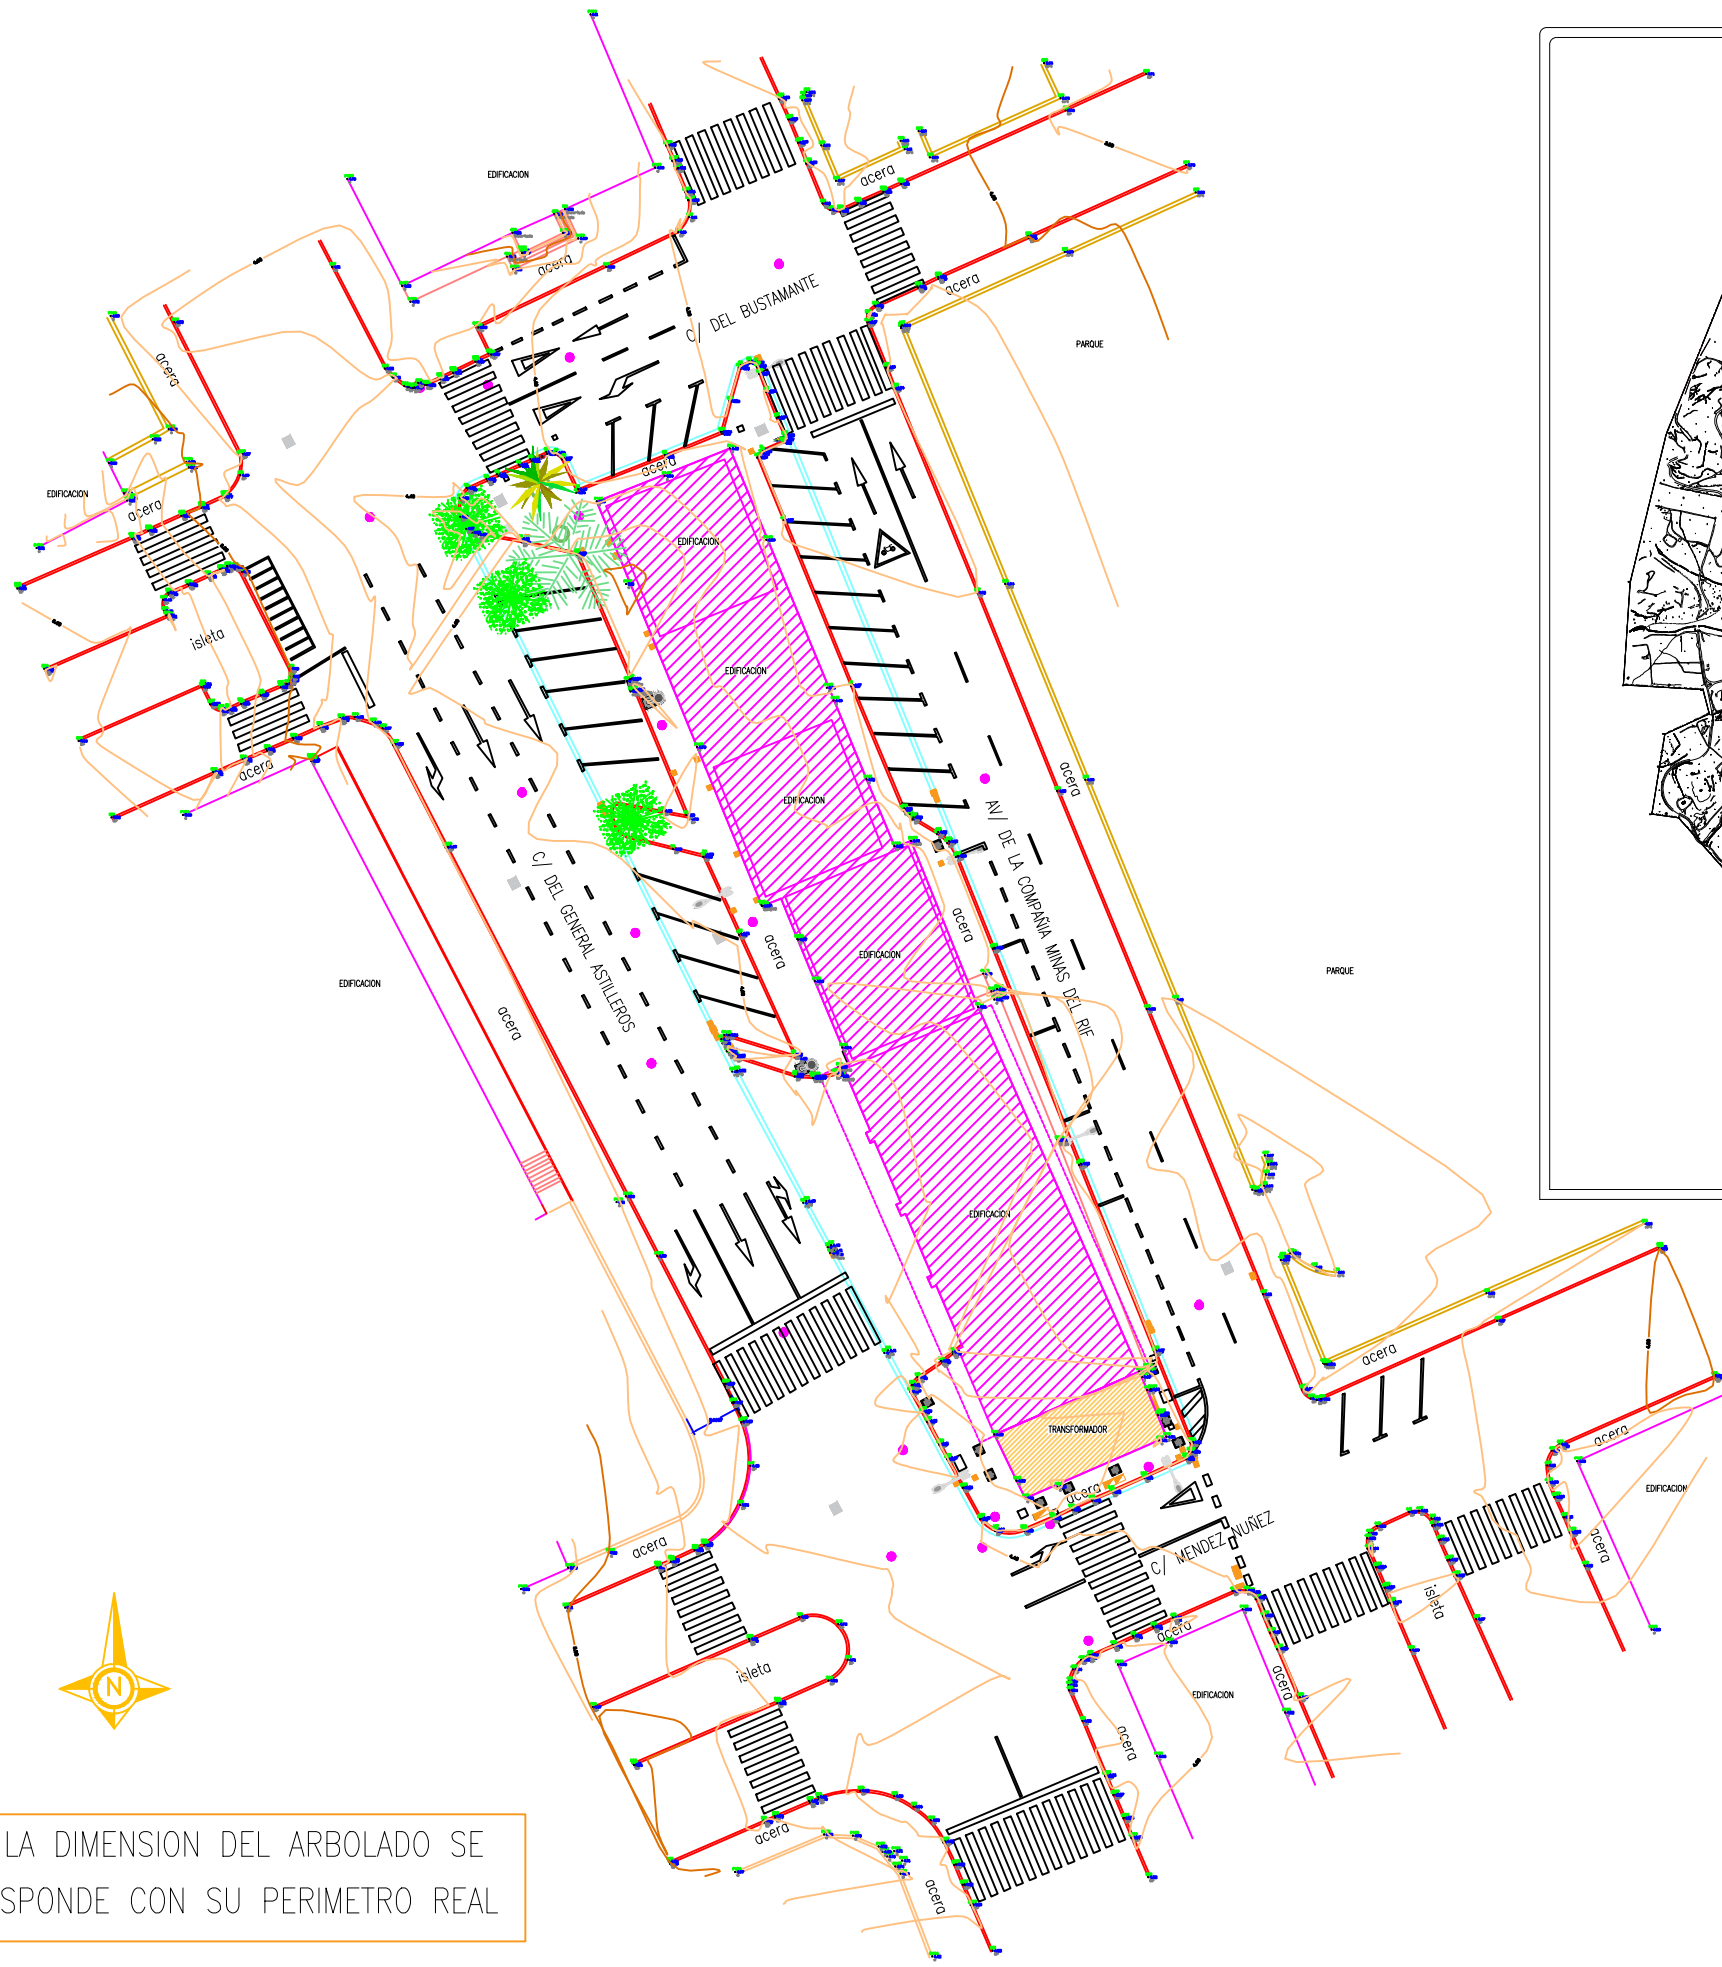 EDIFICACION
acera
acera
acera
acera
C/ DEL BUSTAMANTE
PARQUE
acera
EDIFICACION
acera
acera
EDIFICACION
isleta
EDIFICACION
acera
acera
EDIFICACION
C/ DEL GENERAL ASTILLEROS
AV/ DE LA COMPAÑIA MINAS DEL RIF
acera
acera
EDIFICACION
PARQUE
EDIFICACION
acera
EDIFICACION
acera
TRANSFORMADOR
acera
acera
EDIFICACION
acera
C/ MENDEZ NUÑEZ
acera
isleta
acera
isleta
EDIFICACION
acera
acera
N
acera
acera
LA DIMENSION DEL ARBOLADO SE
SPONDE CON SU PERIMETRO REAL